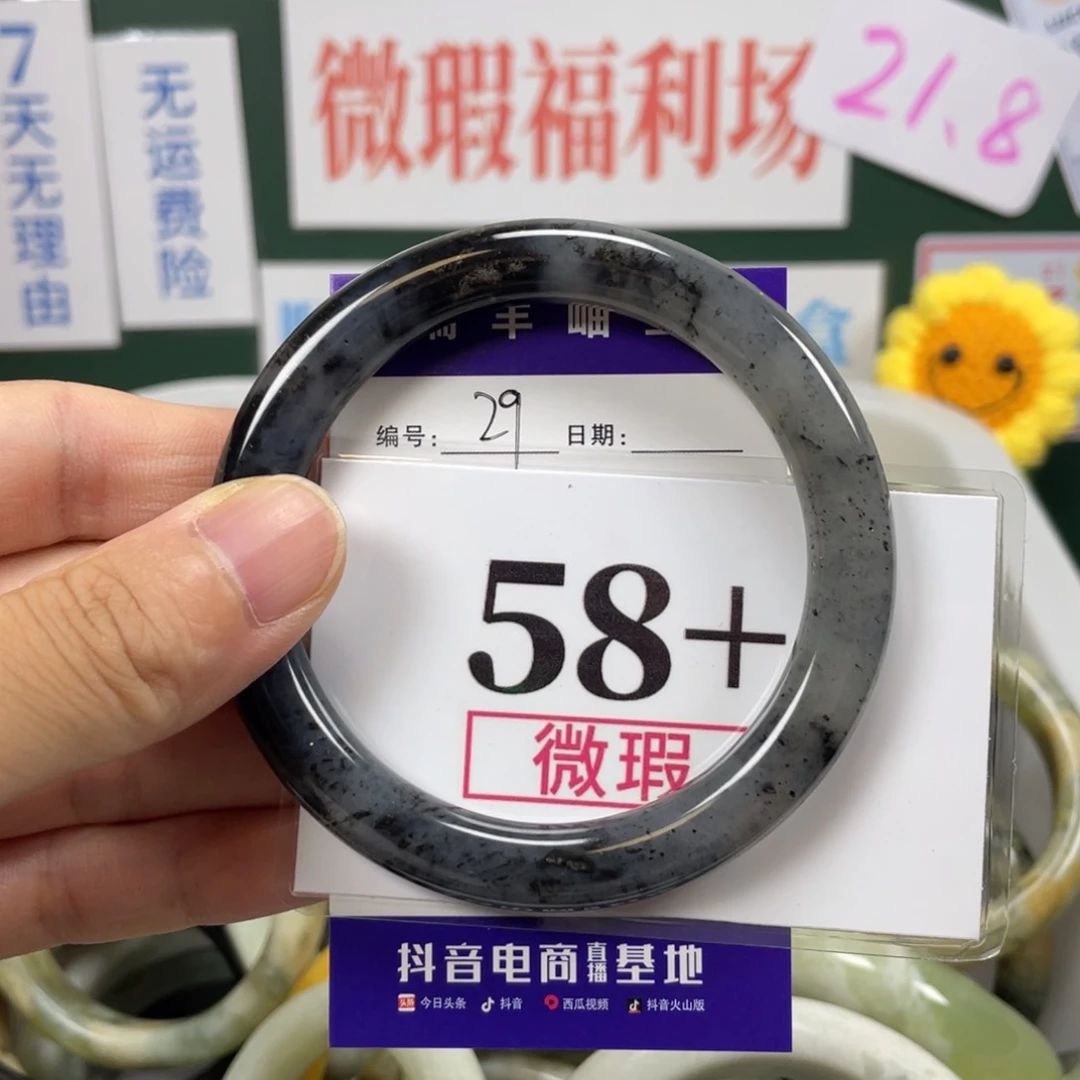 7天无理由
无运费险
微瑕福利场
21、8
丰岫
编号: 29 日期:
58+
微瑕
抖音电商直播基地
今日头条 抖音 西瓜视频 抖音火山版